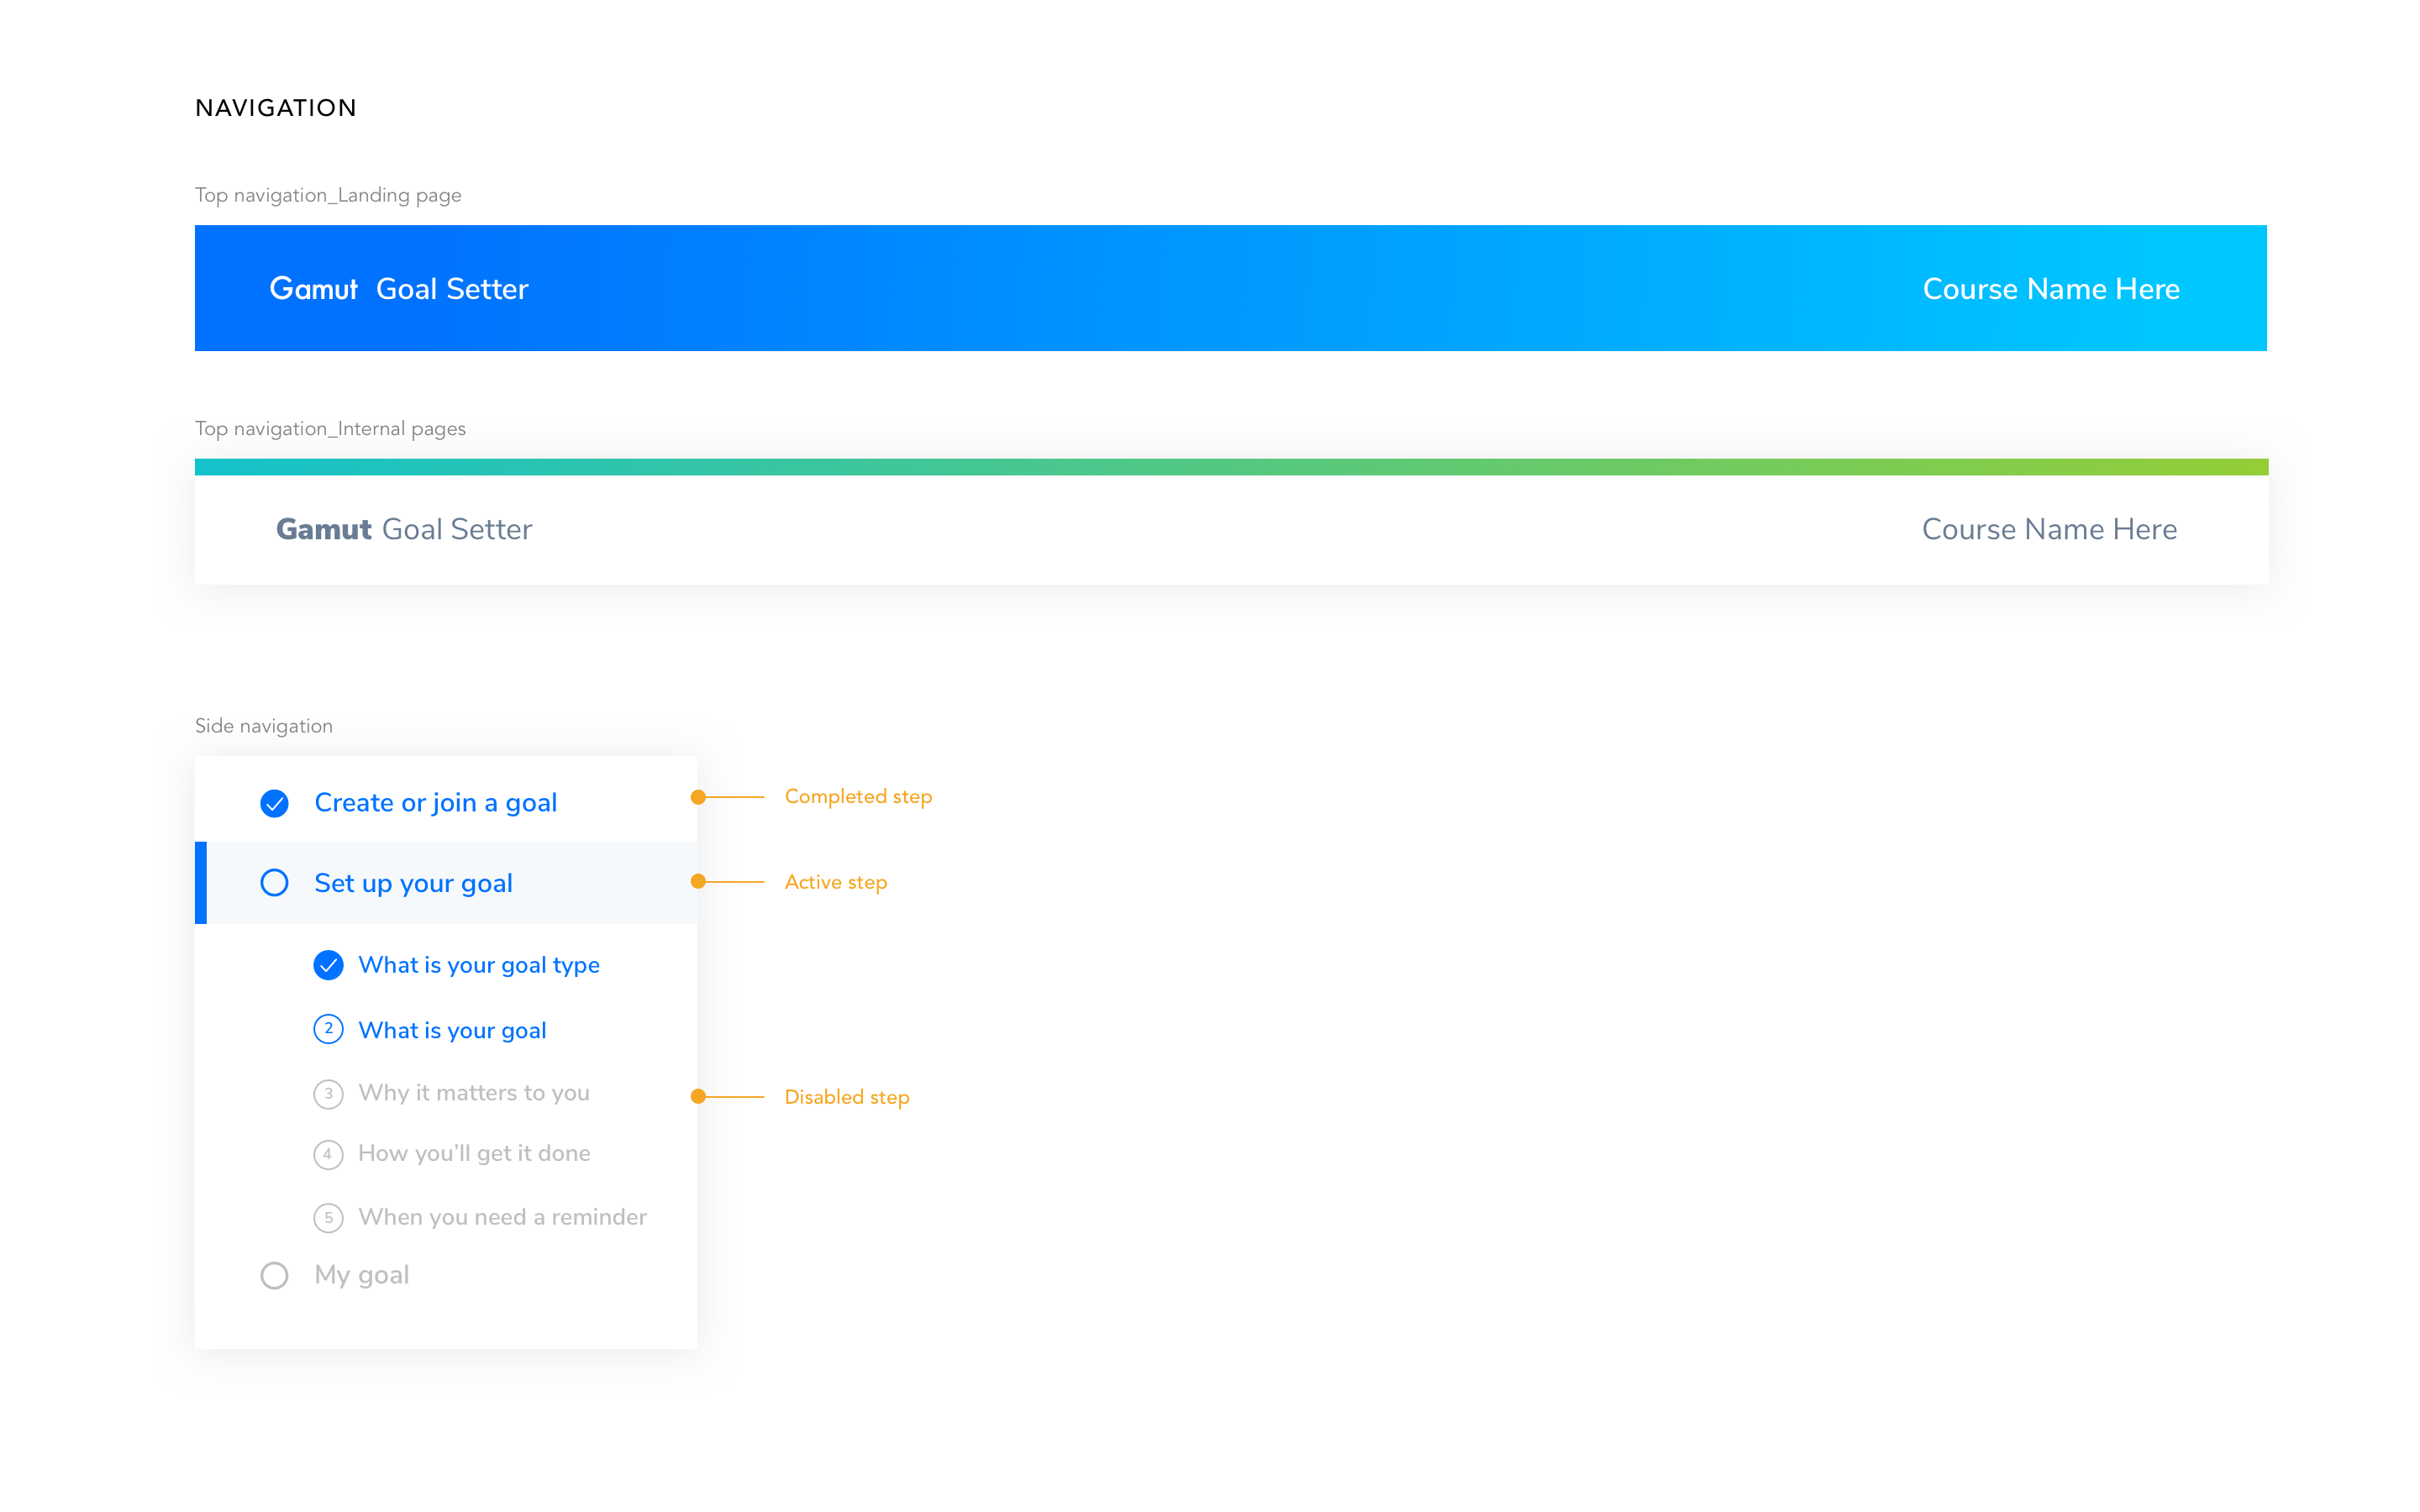 NAVIGATION
Top navigation_Landing page
Gamut Goal Setter
Course Name Here
Top navigation_Internal pages
Gamut Goal Setter
Course Name Here
Side navigation
Create or join a goal
Completed step
Set up your goal
Active step
What is your goal type
2 What is your goal
3 Why it matters to you
Disabled step
4 How you’ll get it done
5 When you need a reminder
My goal